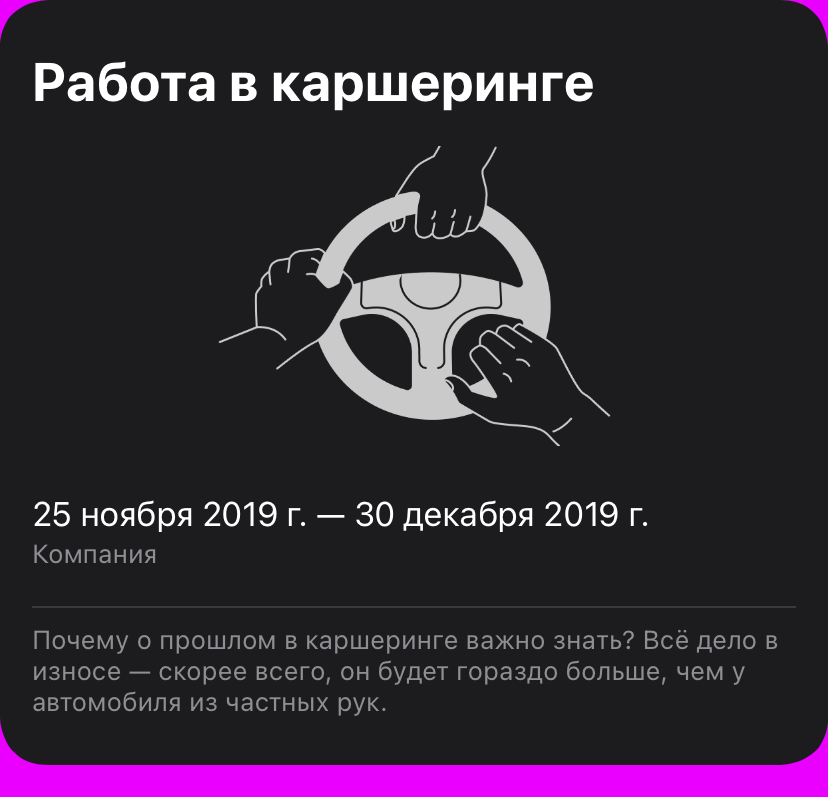 Работа в каршеринге
25 ноября 2019 г. — 30 декабря 2019 г.
Компания
Почему о прошлом в каршеринге важно знать? Всё дело в
износе — скорее всего, он будет гораздо больше, чем у
автомобиля из частных рук.